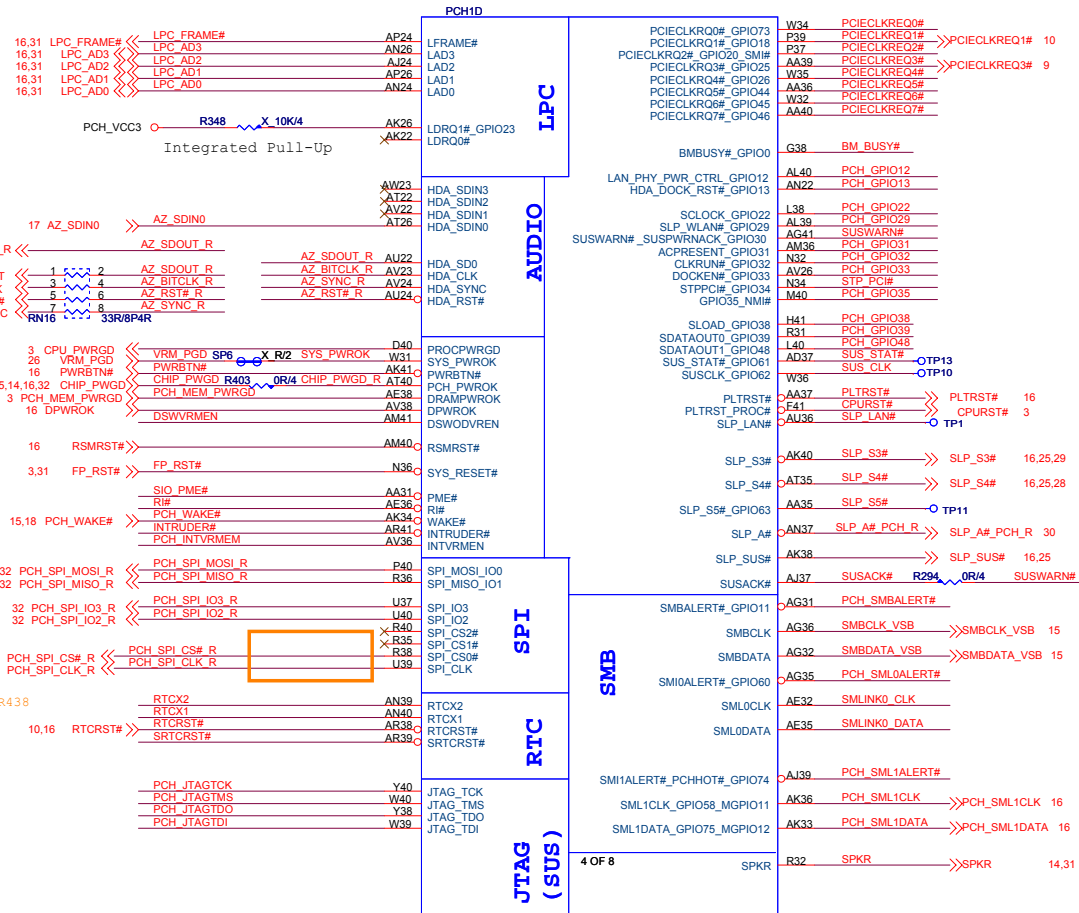 PCH1D
16,31 LPC_FRAME# LPC_FRAME# AP24 LFRAME#
16,31 LPC_AD3 LPC_AD3 AN26 LAD3
16,31 LPC_AD2 LPC_AD2 AJ24 LAD2
16,31 LPC_AD1 LPC_AD1 AP26 LAD1
16,31 LPC_AD0 LPC_AD0 AN24 LAD0
PCH_VCC3 R348 X_10K/4 AK26 LDRQ1#_GPIO23
AK22 LDRQ0#
Integrated Pull-Up
LPC
AW23 HDA_SDIN3
AT22 HDA_SDIN2
AV22 HDA_SDIN1
17 AZ_SDIN0 AZ_SDIN0 AT26 HDA_SDIN0
_R AZ_SDOUT_R
AZ_SDOUT_R AU22 HDA_SD0
T 1 2 AZ_SDOUT_R AZ_BITCLK_R AV23 HDA_CLK
K 3 4 AZ_BITCLK_R AZ_SYNC_R AV24 HDA_SYNC
# 5 6 AZ_RST#_R AZ_RST#_R AU24 HDA_RST#
C 7 8 AZ_SYNC_R
RN16 33R/8P4R
AUDIO
3 CPU_PWRGD D40 PROCPWRGD
26 VRM_PGD VRM_PGD SP6 X_R/2 SYS_PWROK W31 SYS_PWROK
16 PWRBTN# PWRBTN# AK41 PWRBTN#
5,14,16,32 CHIP_PWGD CHIP_PWGD R403 0R/4 CHIP_PWGD_R AT40 PCH_PWROK
3 PCH_MEM_PWRGD PCH_MEM_PWRGD AE38 DRAMPWROK
16 DPWROK AV38 DPWROK
DSWVRMEN AM41 DSWODVREN
16 RSMRST# AM40 RSMRST#
3,31 FP_RST# FP_RST# N36 SYS_RESET#
SIO_PME# AA31 PME#
RI# AE36 RI#
15,18 PCH_WAKE# PCH_WAKE# AK34 WAKE#
INTRUDER# AR41 INTRUDER#
PCH_INTVRMEM AV36 INTVRMEN
32 PCH_SPI_MOSI_R PCH_SPI_MOSI_R P40 SPI_MOSI_IO0
32 PCH_SPI_MISO_R PCH_SPI_MISO_R R36 SPI_MISO_IO1
32 PCH_SPI_IO3_R PCH_SPI_IO3_R U37 SPI_IO3
32 PCH_SPI_IO2_R PCH_SPI_IO2_R U40 SPI_IO2
R40 SPI_CS2#
R35 SPI_CS1#
PCH_SPI_CS#_R PCH_SPI_CS#_R R38 SPI_CS0#
PCH_SPI_CLK_R PCH_SPI_CLK_R U39 SPI_CLK
SPI
R438
RTCX2 AN39 RTCX2
RTCX1 AN40 RTCX1
10,16 RTCRST# RTCRST# AR38 RTCRST#
SRTCRST# AR39 SRTCRST#
RTC
PCH_JTAGTCK Y40 JTAG_TCK
PCH_JTAGTMS W40 JTAG_TMS
PCH_JTAGTDO Y38 JTAG_TDO
PCH_JTAGTDI W39 JTAG_TDI
JTAG
(SUS)
PCIECLKRQ0#_GPIO73 W34 PCIECLKREQ0#
PCIECLKRQ1#_GPIO18 P39 PCIECLKREQ1# PCIECLKREQ1# 10
PCIECLKRQ2#_GPIO20_SMI# P37 PCIECLKREQ2#
PCIECLKRQ3#_GPIO25 AA39 PCIECLKREQ3# PCIECLKREQ3# 9
PCIECLKRQ4#_GPIO26 W35 PCIECLKREQ4#
PCIECLKRQ5#_GPIO44 AA36 PCIECLKREQ5#
PCIECLKRQ6#_GPIO45 W32 PCIECLKREQ6#
PCIECLKRQ7#_GPIO46 AA40 PCIECLKREQ7#
BMBUSY#_GPIO0 G38 BM_BUSY#
LAN_PHY_PWR_CTRL_GPIO12 AL40 PCH_GPIO12
HDA_DOCK_RST#_GPIO13 AN22 PCH_GPIO13
SCLOCK_GPIO22 L38 PCH_GPIO22
SLP_WLAN#_GPIO29 AL39 PCH_GPIO29
SUSWARN#_SUSPWRNACK_GPIO30 AG41 SUSWARN#
ACPRESENT_GPIO31 AM36 PCH_GPIO31
CLKRUN#_GPIO32 N32 PCH_GPIO32
DOCKEN#_GPIO33 AV26 PCH_GPIO33
STPPCI#_GPIO34 N34 STP_PCI#
GPIO35_NMI# M40 PCH_GPIO35
SLOAD_GPIO38 H41 PCH_GPIO38
SDATAOUT0_GPIO39 R31 PCH_GPIO39
SDATAOUT1_GPIO48 L40 PCH_GPIO48
SUS_STAT#_GPIO61 AD37 SUS_STAT# TP13
SUSCLK_GPIO62 W36 SUS_CLK TP10
PLTRST# AA37 PLTRST# PLTRST# 16
PLTRST_PROC# F41 CPURST# CPURST# 3
SLP_LAN# AU36 SLP_LAN# TP1
SLP_S3# AK40 SLP_S3# SLP_S3# 16,25,29
SLP_S4# AT35 SLP_S4# SLP_S4# 16,25,28
SLP_S5#_GPIO63 AA35 SLP_S5# TP11
SLP_A# AN37 SLP_A#_PCH_R SLP_A#_PCH_R 30
SLP_SUS# AK38 SLP_SUS# 16,25
SUSACK# AJ37 SUSACK# R294 0R/4 SUSWARN#
SMBALERT#_GPIO11 AG31 PCH_SMBALERT#
SMBCLK AG36 SMBCLK_VSB SMBCLK_VSB 15
SMBDATA AG32 SMBDATA_VSB SMBDATA_VSB 15
SMI0ALERT#_GPIO60 AG35 PCH_SML0ALERT#
SML0CLK AE32 SMLINK0_CLK
SML0DATA AE35 SMLINK0_DATA
SMB
SMI1ALERT#_PCHHOT#_GPIO74 AJ39 PCH_SML1ALERT#
SML1CLK_GPIO58_MGPIO11 AK36 PCH_SML1CLK PCH_SML1CLK 16
SML1DATA_GPIO75_MGPIO12 AK33 PCH_SML1DATA PCH_SML1DATA 16
4 OF 8
SPKR R32 SPKR SPKR 14,31